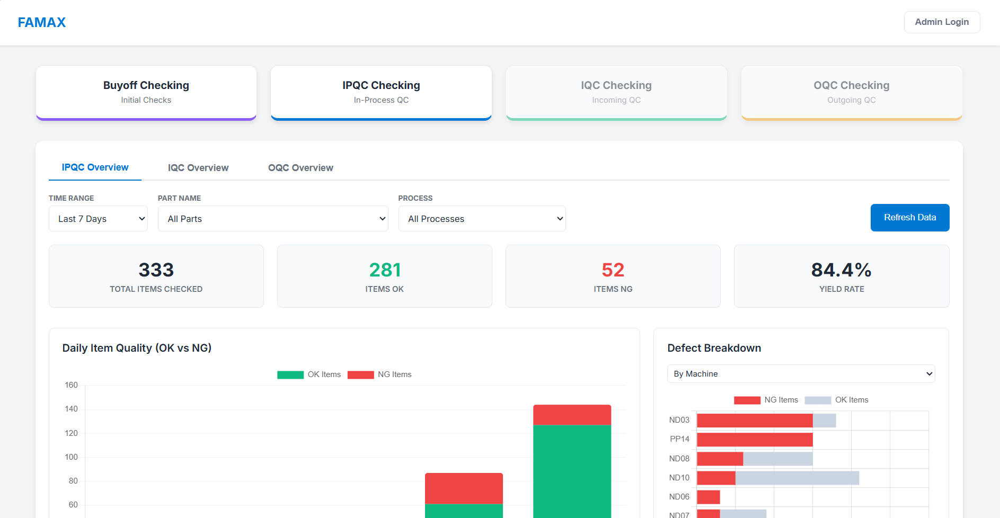 FAMAX
Admin Login
Buyoff Checking
Initial Checks
IPQC Checking
In-Process QC
IQC Checking
Incoming QC
OQC Checking
Outgoing QC
IPQC Overview
IQC Overview
OQC Overview
TIME RANGE
Last 7 Days
PART NAME
All Parts
PROCESS
All Processes
Refresh Data
333
TOTAL ITEMS CHECKED
281
ITEMS OK
52
ITEMS NG
84.4%
YIELD RATE
Daily Item Quality (OK vs NG)
OK Items
NG Items
160
140
120
100
80
60
Defect Breakdown
By Machine
NG Items
OK Items
ND03
PP14
ND08
ND10
ND06
ND07